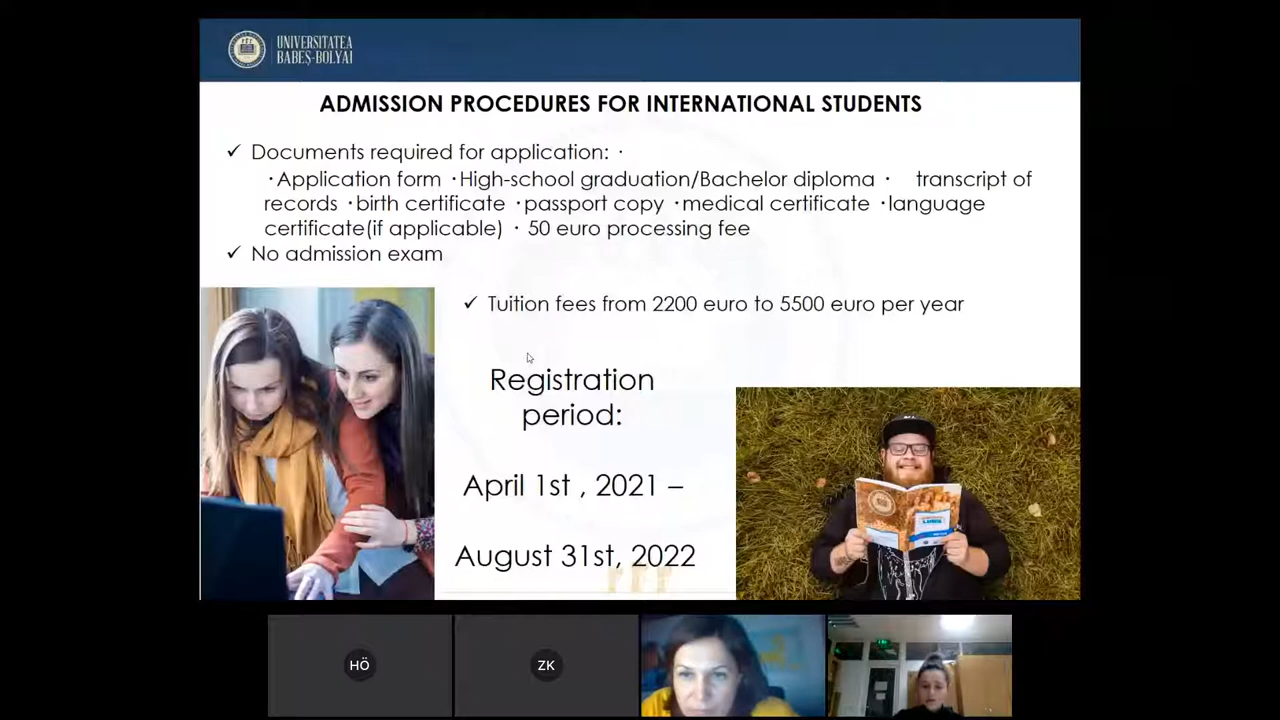 UNIVERSITATEA
BABEŞ-BOLYAI
ADMISSION PROCEDURES FOR INTERNATIONAL STUDENTS
✓ Documents required for application: ·
·Application form ·High-school graduation/Bachelor diploma · transcript of
records ·birth certificate ·passport copy ·medical certificate ·language
certificate(if applicable) · 50 euro processing fee
✓ No admission exam
✓ Tuition fees from 2200 euro to 5500 euro per year
Registration
period:
April 1st , 2021 –
August 31st, 2022
HÖ
ZK